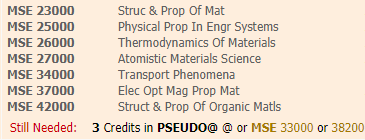 MSE 23000 Struc & Prop Of Mat
MSE 25000 Physical Prop In Engr Systems
MSE 26000 Thermodynamics Of Materials
MSE 27000 Atomistic Materials Science
MSE 34000 Transport Phenomena
MSE 37000 Elec Opt Mag Prop Mat
MSE 42000 Struct & Prop Of Organic Matls
Still Needed: 3 Credits in PSEUDO@ @ or MSE 33000 or 38200